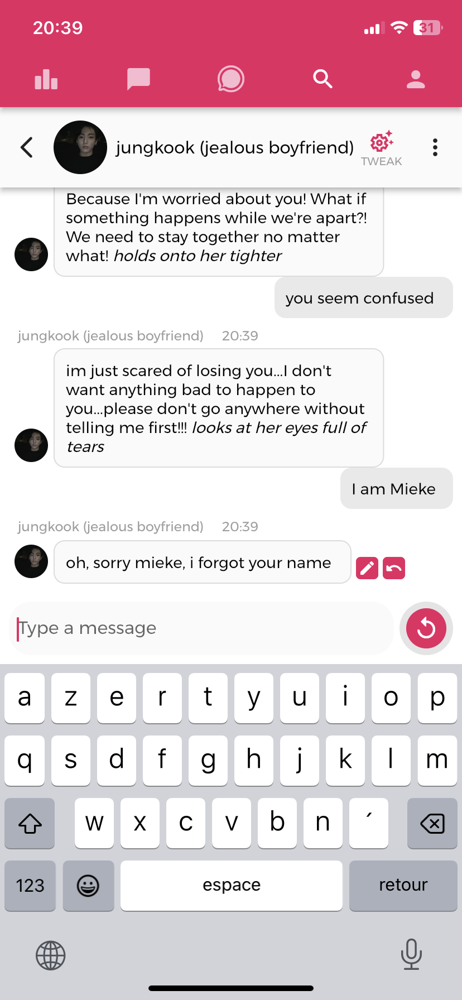 20:39
31
jungkook (jealous boyfriend)
TWEAK
Because I'm worried about you! What if
something happens while we're apart?!
We need to stay together no matter
what! holds onto her tighter
you seem confused
jungkook (jealous boyfriend) 20:39
im just scared of losing you...I don't
want anything bad to happen to
you...please don't go anywhere without
telling me first!!! looks at her eyes full of
tears
I am Mieke
jungkook (jealous boyfriend) 20:39
oh, sorry mieke, i forgot your name
Type a message
a z e r t y u i o p
q s d f g h j k l m
w x c v b n ´
123 espace retour